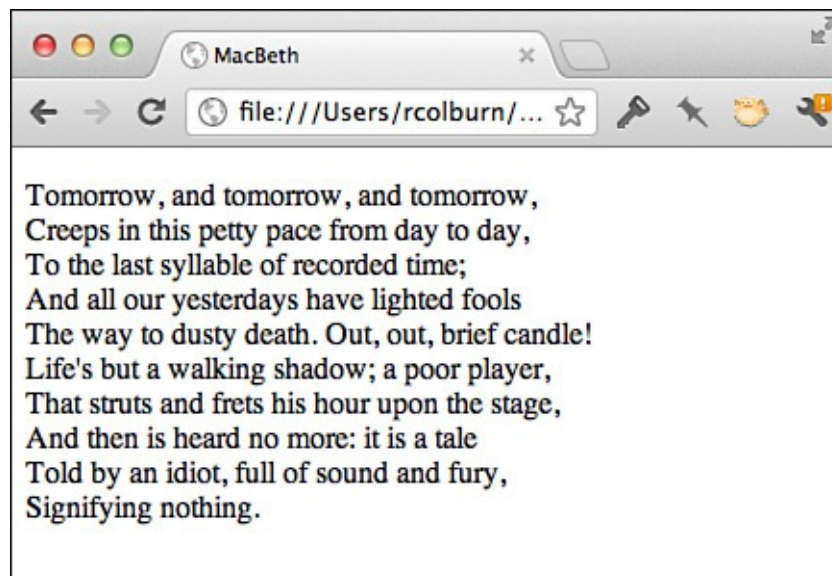 MacBeth
file:///Users/rcolburn/...
Tomorrow, and tomorrow, and tomorrow,
Creeps in this petty pace from day to day,
To the last syllable of recorded time;
And all our yesterdays have lighted fools
The way to dusty death. Out, out, brief candle!
Life's but a walking shadow; a poor player,
That struts and frets his hour upon the stage,
And then is heard no more: it is a tale
Told by an idiot, full of sound and fury,
Signifying nothing.